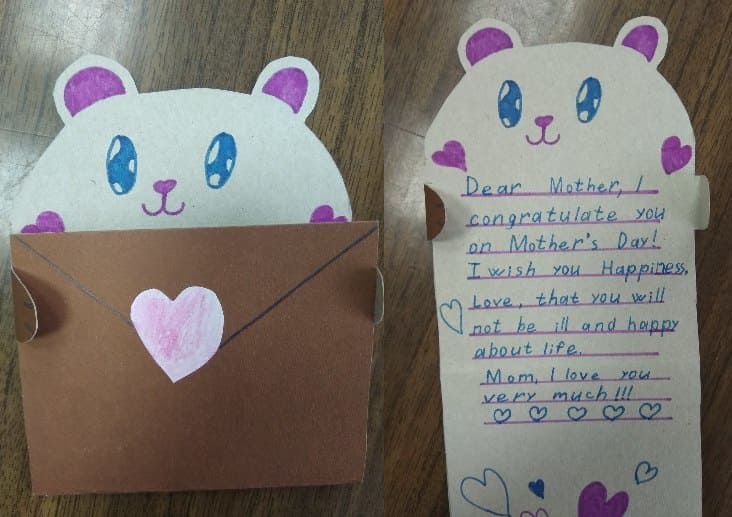 Dear Mother, I
congratulate you
on Mother's Day!
I wish you Happiness,
Love, that you will
not be ill and happy
about life.
Mom, I love you
very much!!!